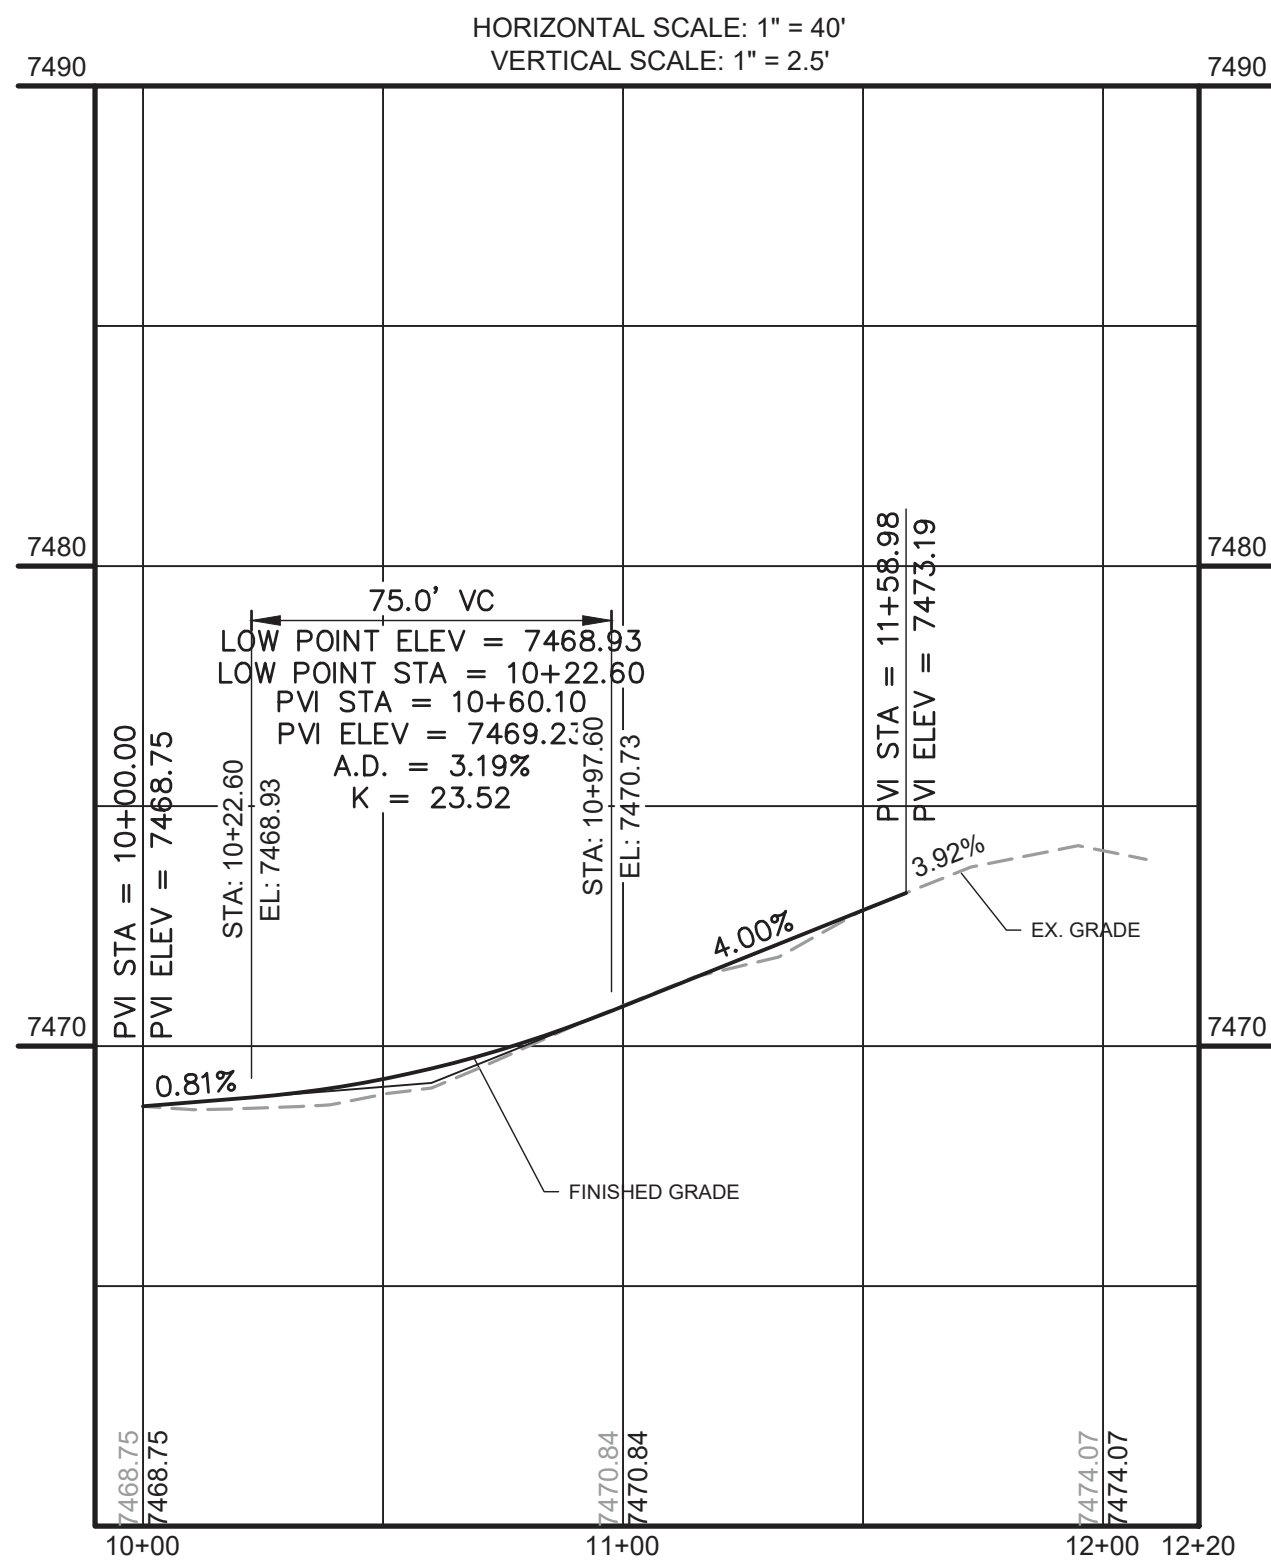 HORIZONTAL SCALE: 1" = 40'
VERTICAL SCALE: 1" = 2.5'
7490
7490
7480
7480
75.0' VC
LOW POINT ELEV = 7468.93
LOW POINT STA = 10+22.60
PVI STA = 10+60.10
PVI ELEV = 7469.23
A.D. = 3.19%
K = 23.52
PVI STA = 10+00.00
PVI ELEV = 7468.75
STA: 10+22.60
EL: 7468.93
STA: 10+97.60
EL: 7470.73
PVI STA = 11+58.98
PVI ELEV = 7473.19
3.92%
4.00%
EX. GRADE
7470
7470
0.81%
FINISHED GRADE
7468.75
7468.75
7470.84
7470.84
7474.07
7474.07
10+00
11+00
12+00
12+20